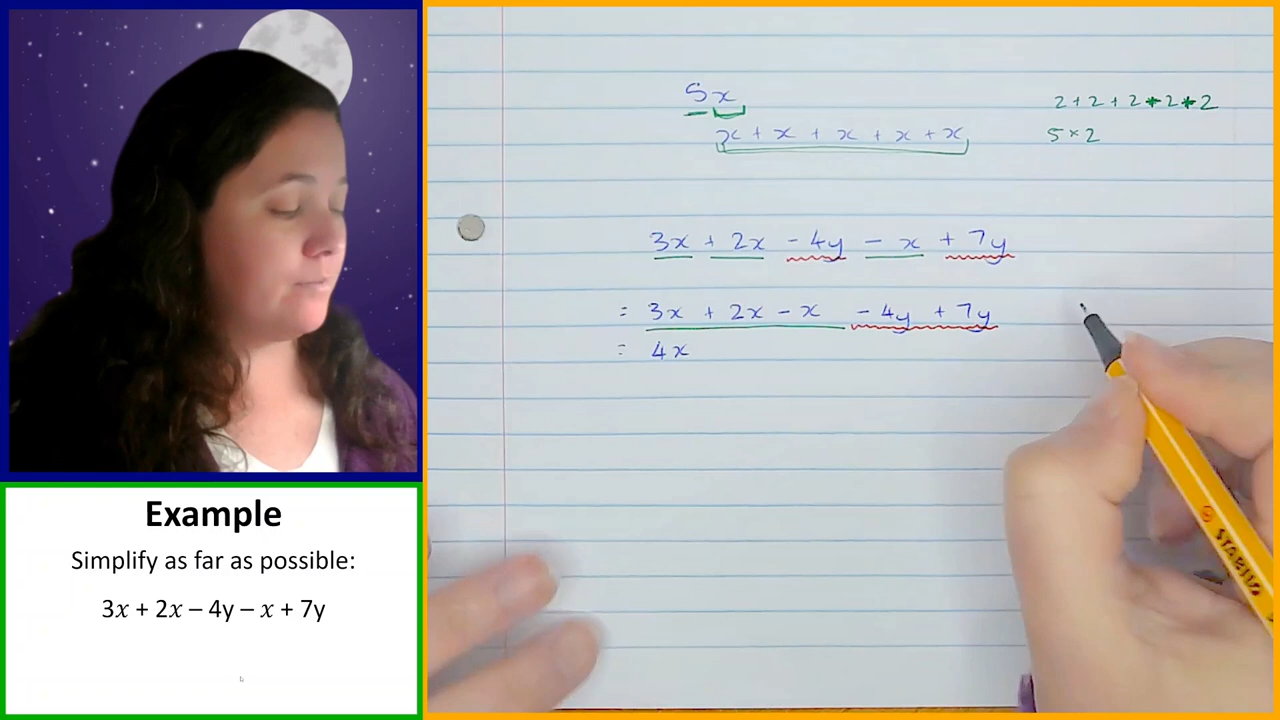 Example
Simplify as far as possible:
3x + 2x – 4y – x + 7y
5x
x + x + x + x + x
2 + 2 + 2 + 2 + 2
5 × 2
3x + 2x - 4y - x + 7y
= 3x + 2x - x - 4y + 7y
= 4x
STABILO